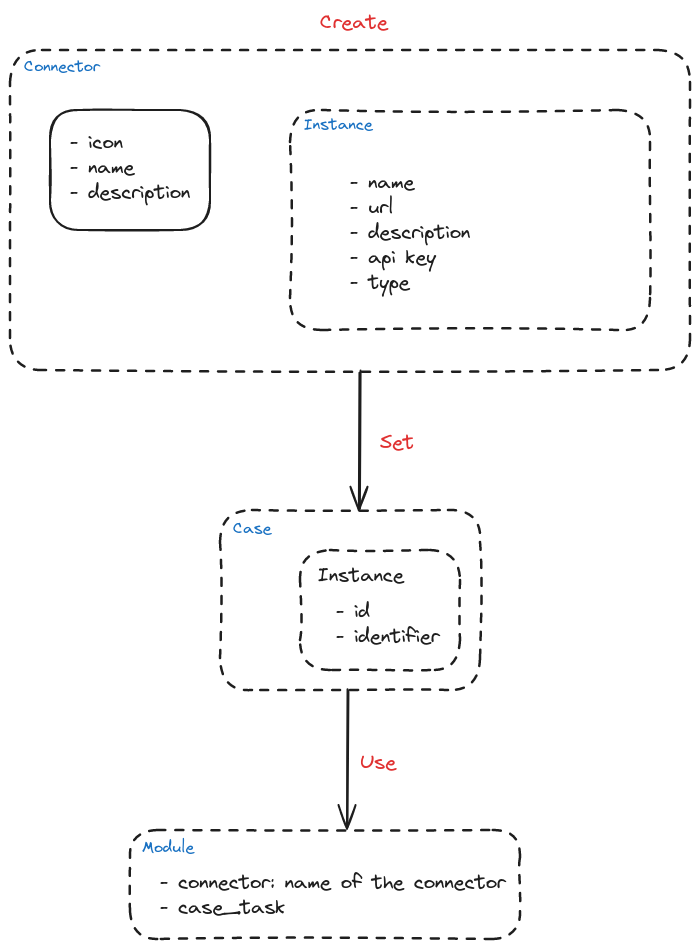 Create
Connector
- icon
- name
- description
Instance
- name
- url
- description
- api key
- type
Set
Case
Instance
- id
- identifier
Use
Module
- connector: name of the connector
- case_task